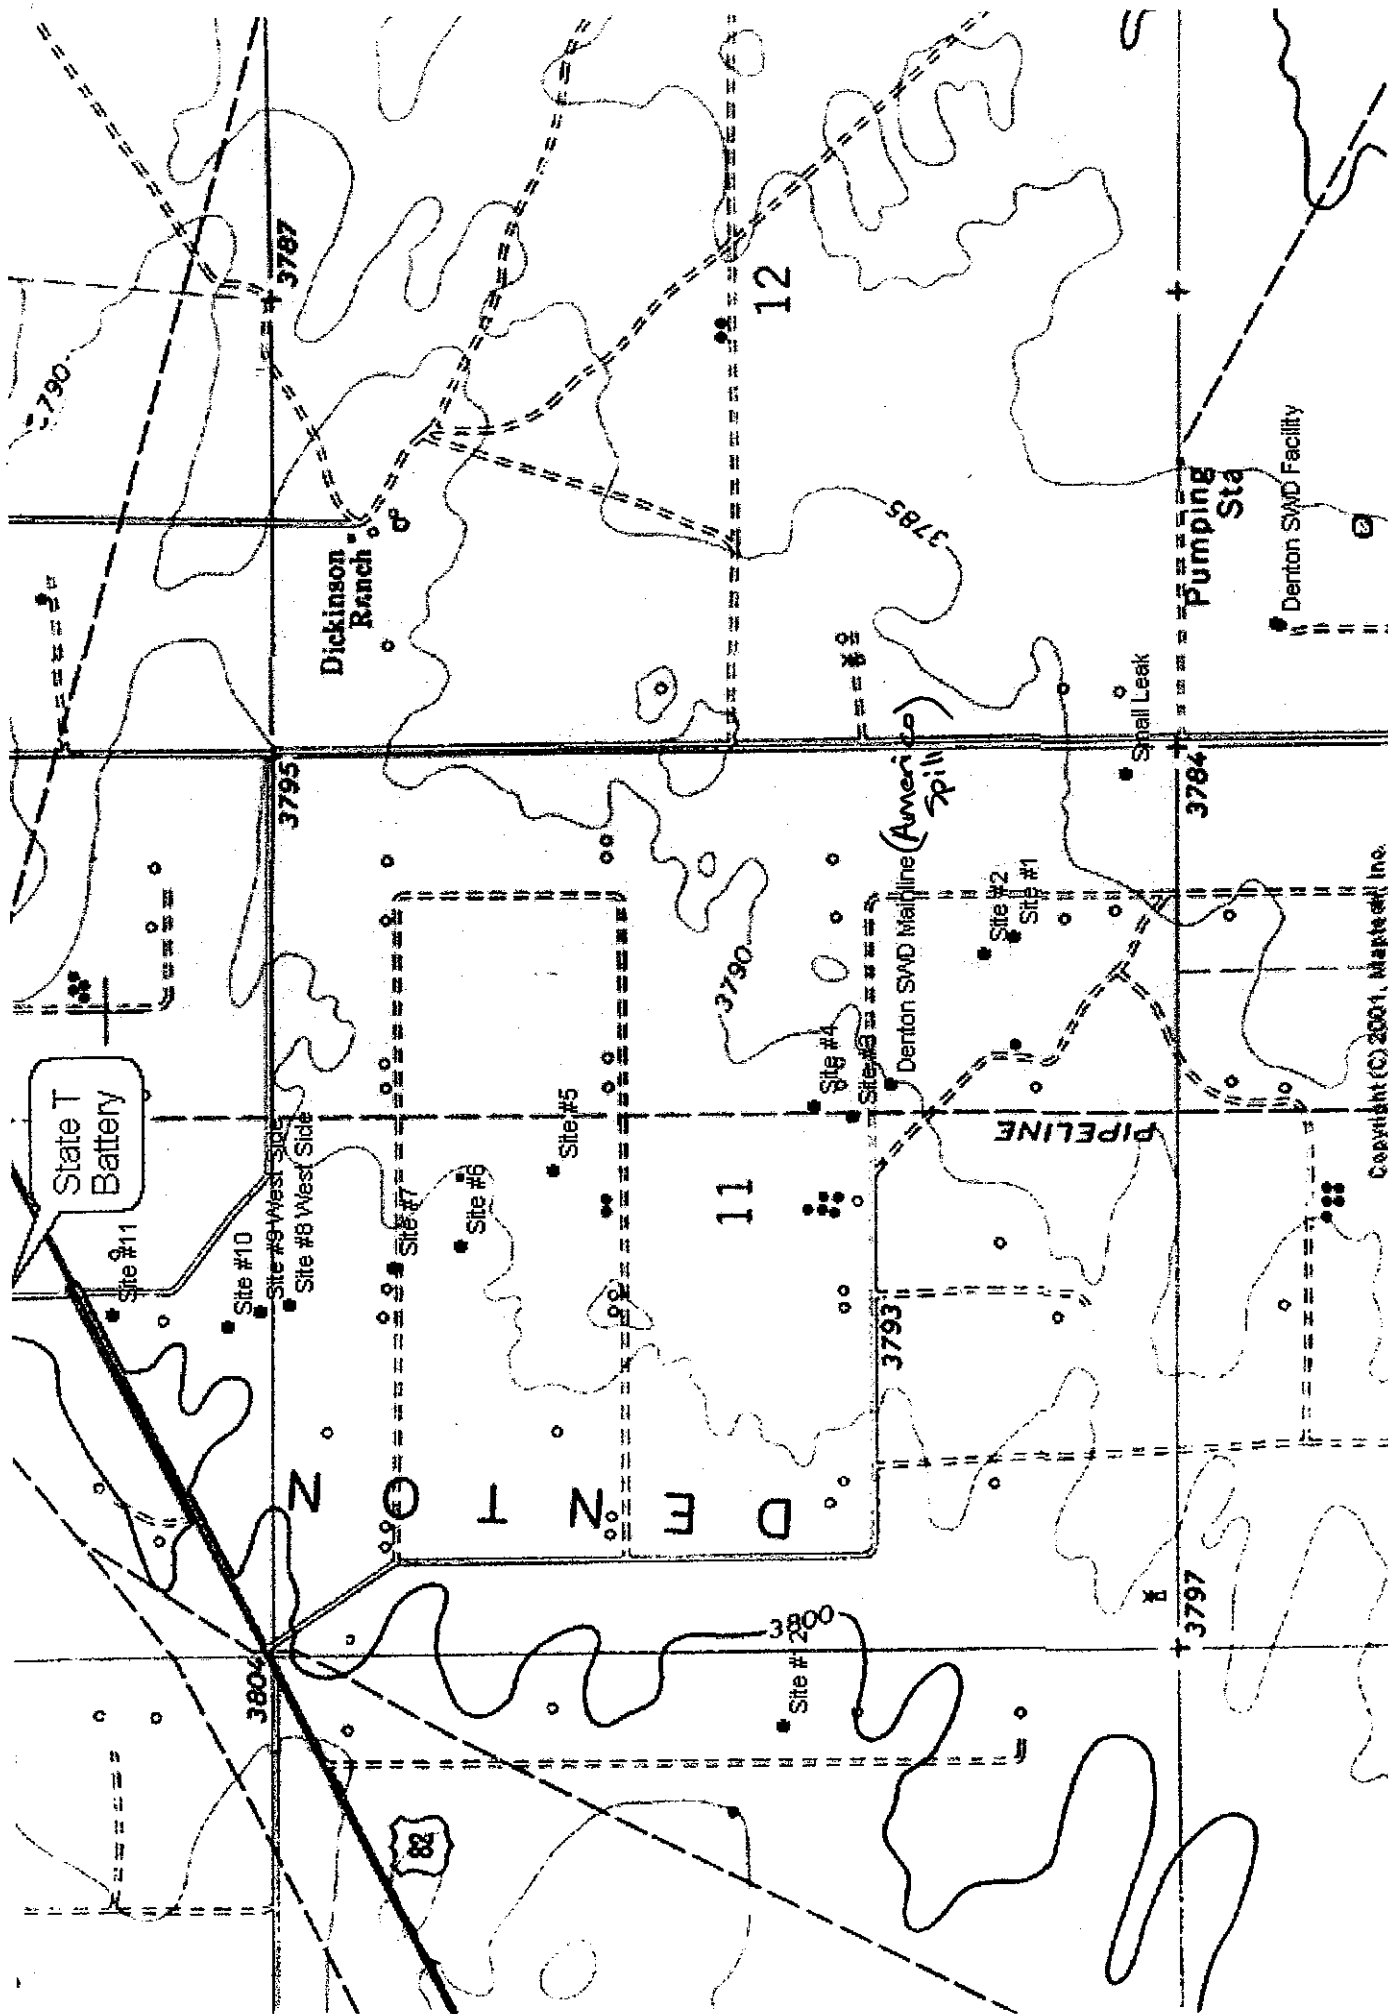 State T
Battery
Site #11
Site #10
Site #9 West Side
Site #8 West Side
Site #7
Site #6
Site #5
Site #4
Site #3
Denton SWD Mainline (Americo
Spill)
Site #2
Site #1
Small Leak
Denton SWD Facility
Pumping
Sta
Dickinson
Ranch
3790
3787
3795
12
3785
3784
3790
11
PIPELINE
3793
DENTON
3804
82
3800
Site #12
3797
Copyright (C) 2001, Maptech, Inc.